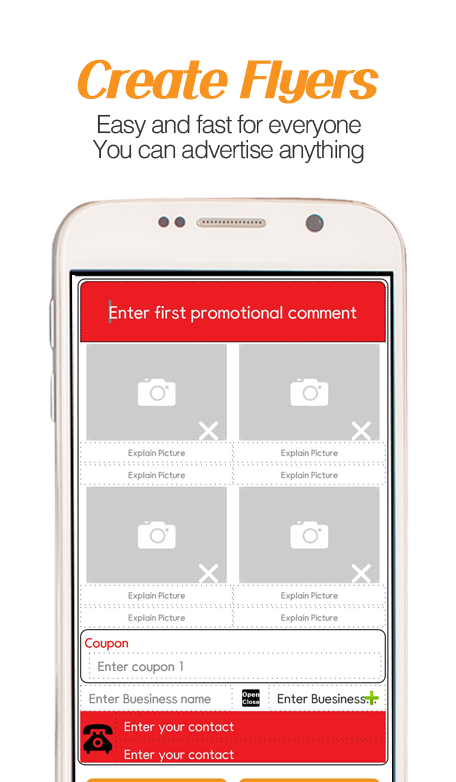 Create Flyers
Easy and fast for everyone
You can advertise anything
Enter first promotional comment
Explain Picture Explain Picture
Explain Picture Explain Picture
Explain Picture Explain Picture
Explain Picture Explain Picture
Coupon
Enter coupon 1
Enter Buesiness name Open Close Enter Buesiness..
Enter your contact
Enter your contact